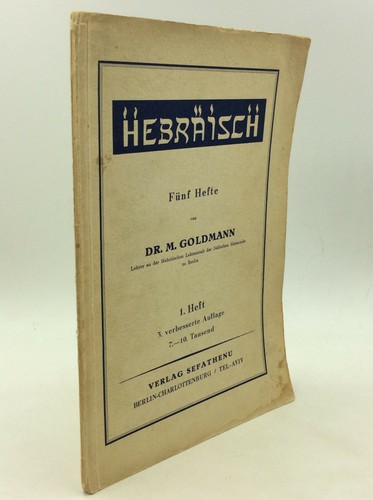 HEBRÄISCH
Fünf Hefte
von
DR. M. GOLDMANN
Lehrer an der Hebräischen Lehranstalt der Jüdischen Gemeinde
zu Berlin
1. Heft
3. verbesserte Auflage
7.—10. Tausend
VERLAG SEFATHENU
BERLIN-CHARLOTTENBURG / TEL-AVIV